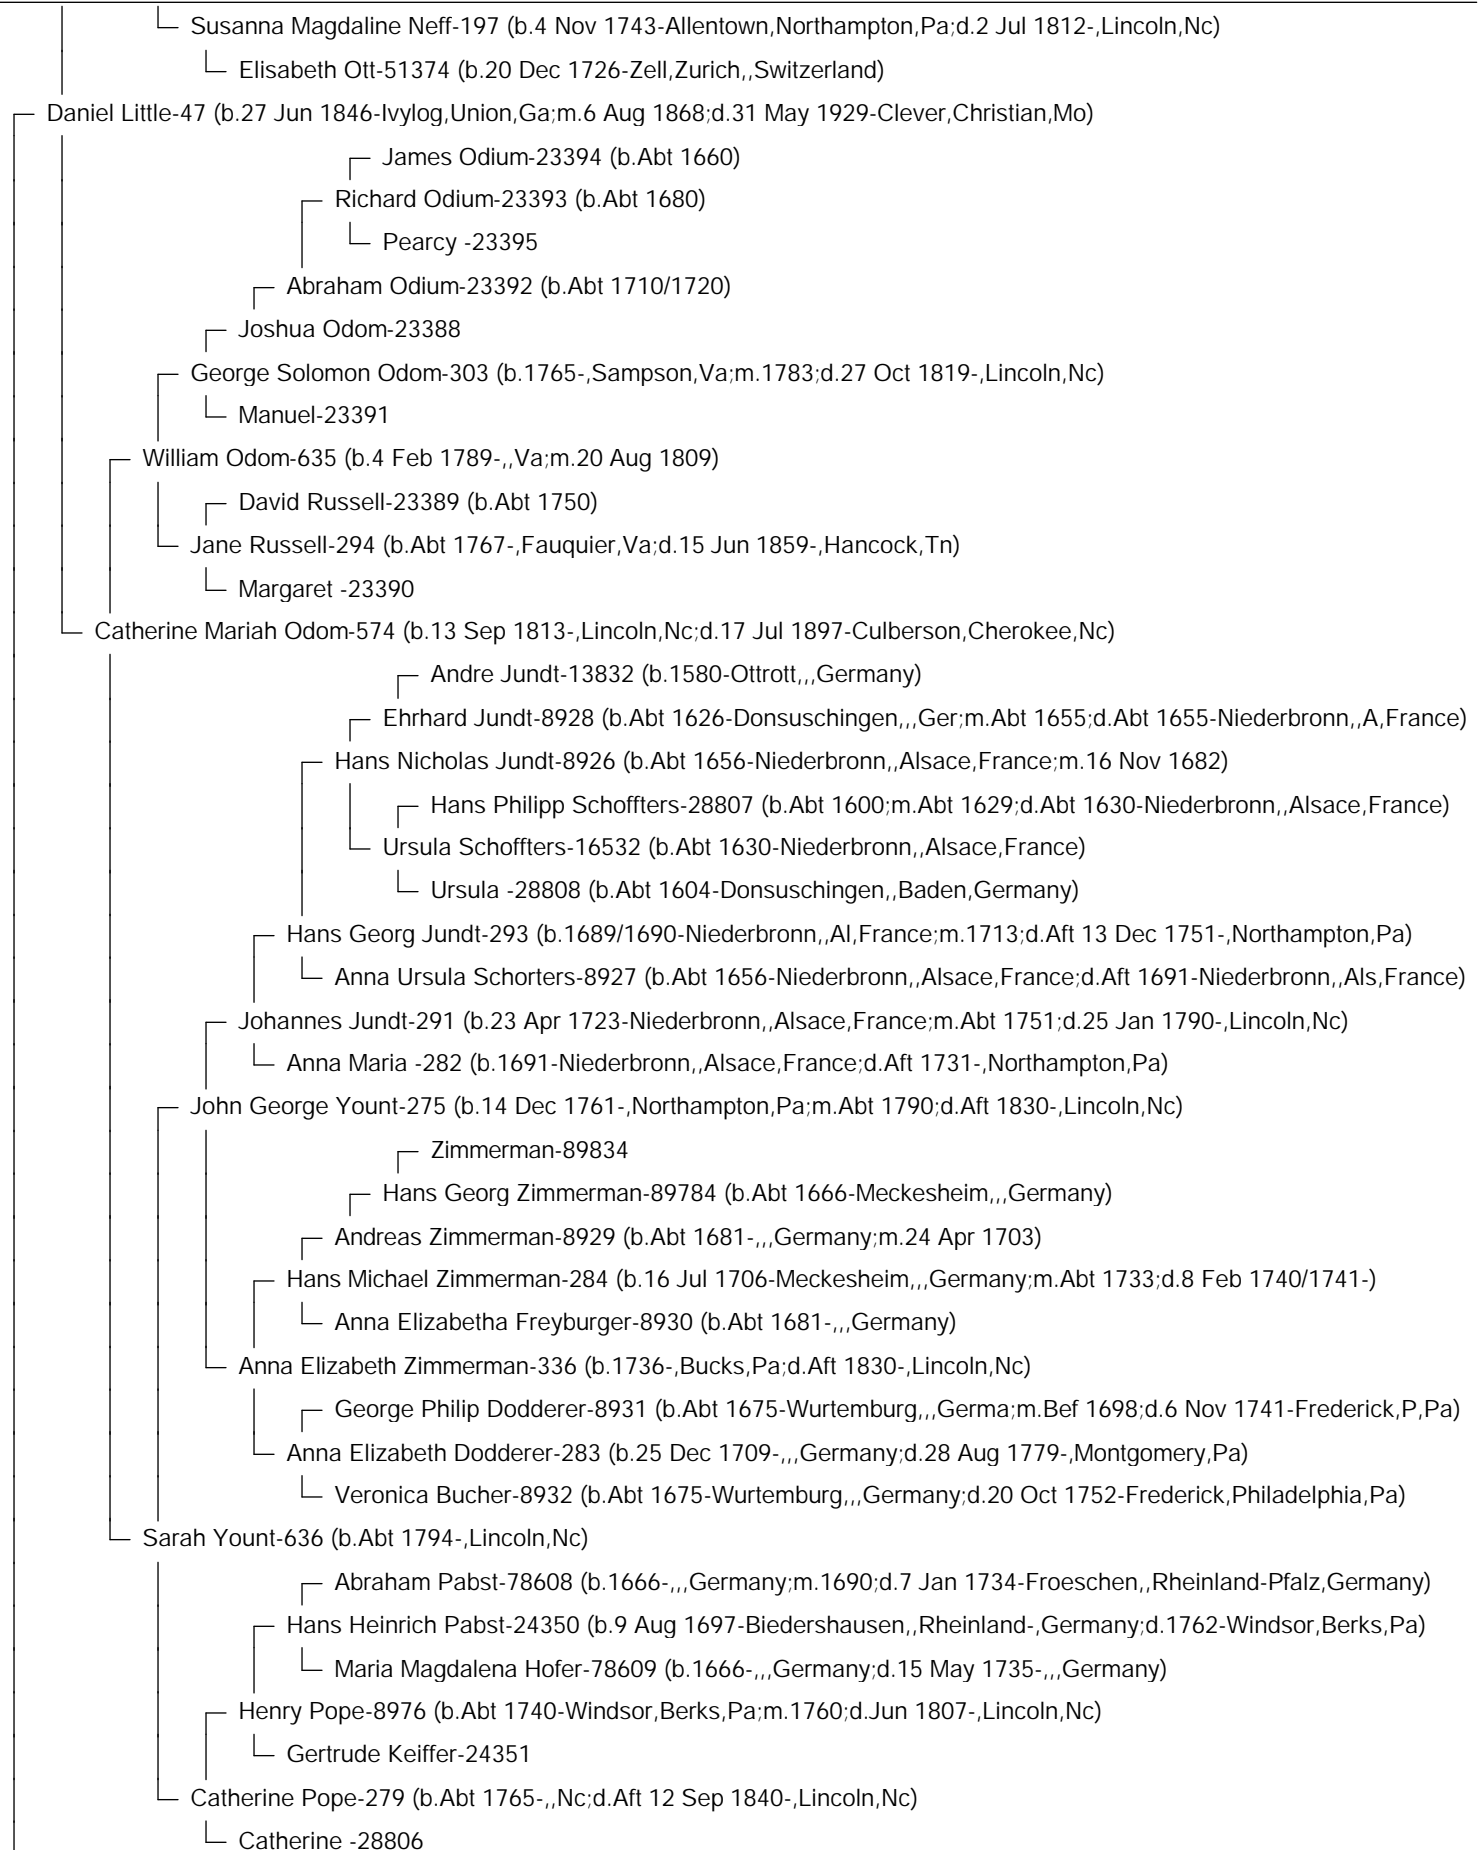 Susanna Magdaline Neff-197 (b.4 Nov 1743-Allentown,Northampton,Pa;d.2 Jul 1812-,Lincoln,Nc)
Elisabeth Ott-51374 (b.20 Dec 1726-Zell,Zurich,,Switzerland)
Daniel Little-47 (b.27 Jun 1846-Ivylog,Union,Ga;m.6 Aug 1868;d.31 May 1929-Clever,Christian,Mo)
James Odium-23394 (b.Abt 1660)
Richard Odium-23393 (b.Abt 1680)
Pearcy -23395
Abraham Odium-23392 (b.Abt 1710/1720)
Joshua Odom-23388
George Solomon Odom-303 (b.1765-,Sampson,Va;m.1783;d.27 Oct 1819-,Lincoln,Nc)
Manuel-23391
William Odom-635 (b.4 Feb 1789-,,Va;m.20 Aug 1809)
David Russell-23389 (b.Abt 1750)
Jane Russell-294 (b.Abt 1767-,Fauquier,Va;d.15 Jun 1859-,Hancock,Tn)
Margaret -23390
Catherine Mariah Odom-574 (b.13 Sep 1813-,Lincoln,Nc;d.17 Jul 1897-Culberson,Cherokee,Nc)
Andre Jundt-13832 (b.1580-Ottrott,,,Germany)
Ehrhard Jundt-8928 (b.Abt 1626-Donsuschingen,,,Ger;m.Abt 1655;d.Abt 1655-Niederbronn,,A,France)
Hans Nicholas Jundt-8926 (b.Abt 1656-Niederbronn,,Alsace,France;m.16 Nov 1682)
Hans Philipp Schoffters-28807 (b.Abt 1600;m.Abt 1629;d.Abt 1630-Niederbronn,,Alsace,France)
Ursula Schoffters-16532 (b.Abt 1630-Niederbronn,,Alsace,France)
Ursula -28808 (b.Abt 1604-Donsuschingen,,Baden,Germany)
Hans Georg Jundt-293 (b.1689/1690-Niederbronn,,Al,France;m.1713;d.Aft 13 Dec 1751-,Northampton,Pa)
Anna Ursula Schorters-8927 (b.Abt 1656-Niederbronn,,Alsace,France;d.Aft 1691-Niederbronn,,Als,France)
Johannes Jundt-291 (b.23 Apr 1723-Niederbronn,,Alsace,France;m.Abt 1751;d.25 Jan 1790-,Lincoln,Nc)
Anna Maria -282 (b.1691-Niederbronn,,Alsace,France;d.Aft 1731-,Northampton,Pa)
John George Yount-275 (b.14 Dec 1761-,Northampton,Pa;m.Abt 1790;d.Aft 1830-,Lincoln,Nc)
Zimmerman-89834
Hans Georg Zimmerman-89784 (b.Abt 1666-Meckesheim,,,Germany)
Andreas Zimmerman-8929 (b.Abt 1681-,,,Germany;m.24 Apr 1703)
Hans Michael Zimmerman-284 (b.16 Jul 1706-Meckesheim,,,Germany;m.Abt 1733;d.8 Feb 1740/1741-)
Anna Elizabetha Freyburger-8930 (b.Abt 1681-,,,Germany)
Anna Elizabeth Zimmerman-336 (b.1736-,Bucks,Pa;d.Aft 1830-,Lincoln,Nc)
George Philip Dodderer-8931 (b.Abt 1675-Wurtemburg,,,Germa;m.Bef 1698;d.6 Nov 1741-Frederick,P,Pa)
Anna Elizabeth Dodderer-283 (b.25 Dec 1709-,,,Germany;d.28 Aug 1779-,Montgomery,Pa)
Veronica Bucher-8932 (b.Abt 1675-Wurtemburg,,,Germany;d.20 Oct 1752-Frederick,Philadelphia,Pa)
Sarah Yount-636 (b.Abt 1794-,Lincoln,Nc)
Abraham Pabst-78608 (b.1666-,,,Germany;m.1690;d.7 Jan 1734-Froeschen,,Rheinland-Pfalz,Germany)
Hans Heinrich Pabst-24350 (b.9 Aug 1697-Biedershausen,,Rheinland-,Germany;d.1762-Windsor,Berks,Pa)
Maria Magdalena Hofer-78609 (b.1666-,,,Germany;d.15 May 1735-,,,Germany)
Henry Pope-8976 (b.Abt 1740-Windsor,Berks,Pa;m.1760;d.Jun 1807-,Lincoln,Nc)
Gertrude Keiffer-24351
Catherine Pope-279 (b.Abt 1765-,,Nc;d.Aft 12 Sep 1840-,Lincoln,Nc)
Catherine -28806